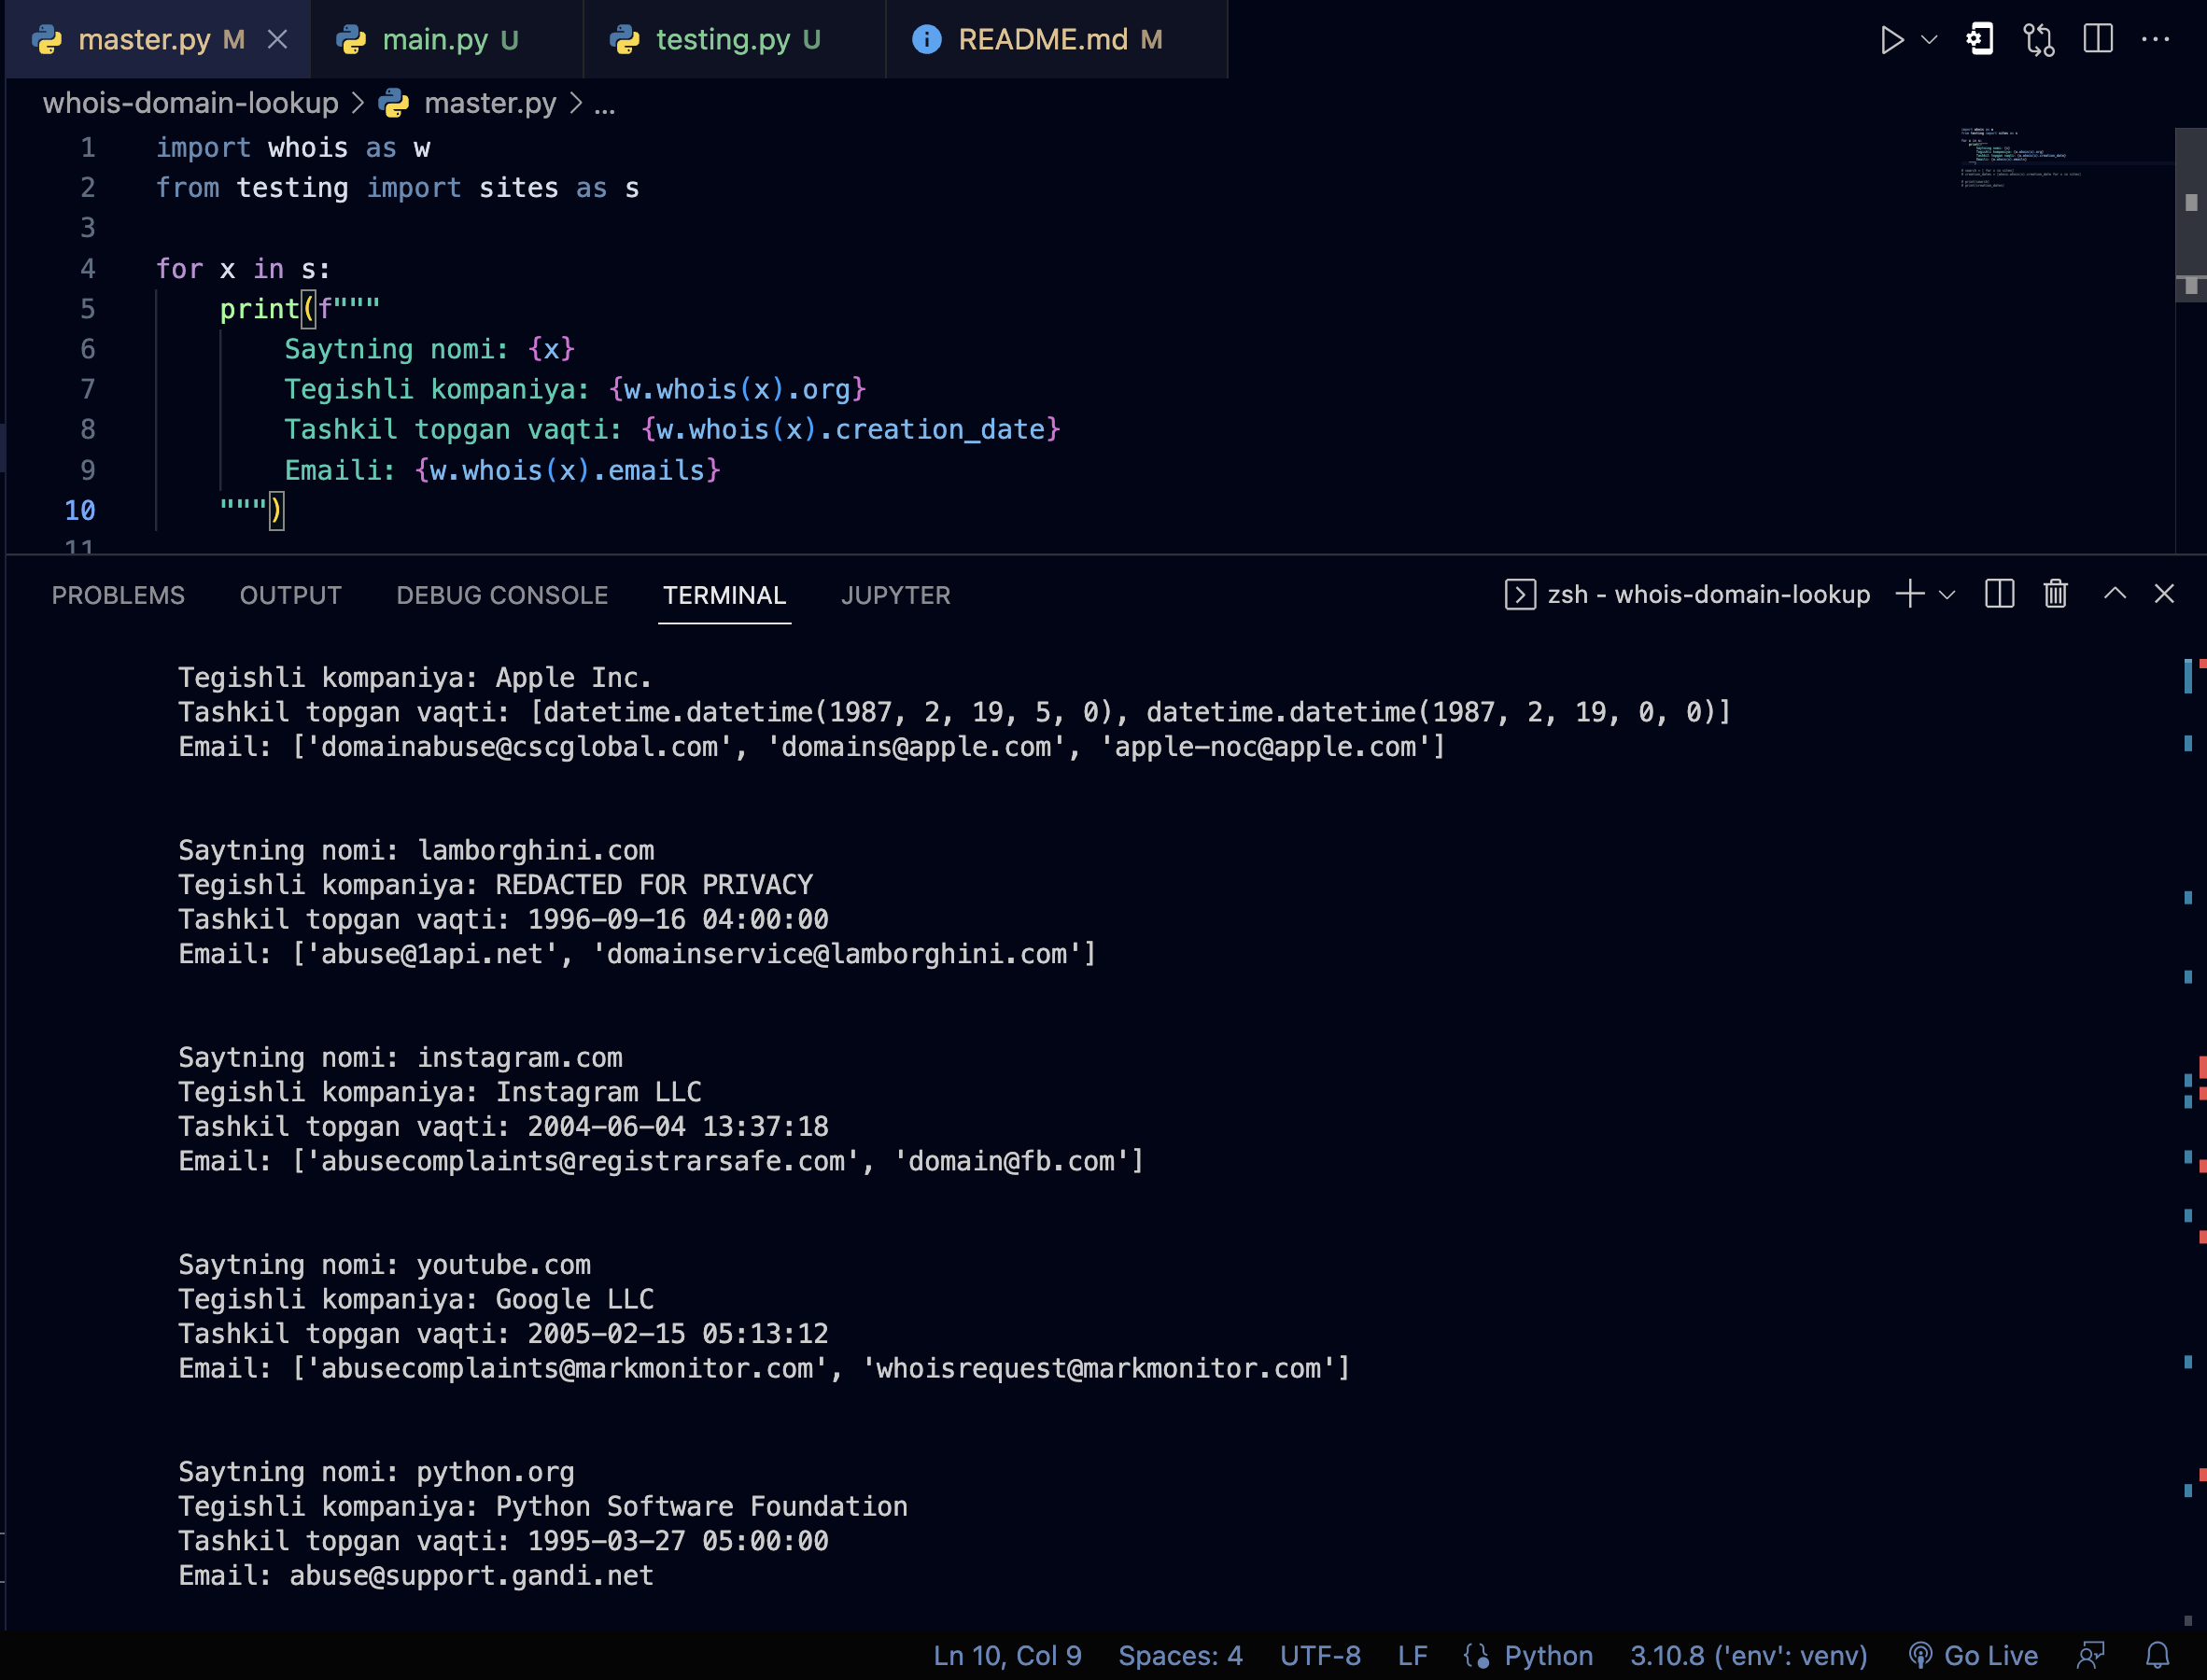 master.py M
main.py U
testing.py U
README.md M
whois-domain-lookup > master.py > ...
1 import whois as w
2 from testing import sites as s
3
4 for x in s:
5 print(f"""
6 Saytning nomi: {x}
7 Tegishli kompaniya: {w.whois(x).org}
8 Tashkil topgan vaqti: {w.whois(x).creation_date}
9 Emaili: {w.whois(x).emails}
10 """)
11
PROBLEMS OUTPUT DEBUG CONSOLE TERMINAL JUPYTER
zsh - whois-domain-lookup
Tegishli kompaniya: Apple Inc.
Tashkil topgan vaqti: [datetime.datetime(1987, 2, 19, 5, 0), datetime.datetime(1987, 2, 19, 0, 0)]
Email: ['domainabuse@cscglobal.com', 'domains@apple.com', 'apple-noc@apple.com']
Saytning nomi: lamborghini.com
Tegishli kompaniya: REDACTED FOR PRIVACY
Tashkil topgan vaqti: 1996-09-16 04:00:00
Email: ['abuse@1api.net', 'domainservice@lamborghini.com']
Saytning nomi: instagram.com
Tegishli kompaniya: Instagram LLC
Tashkil topgan vaqti: 2004-06-04 13:37:18
Email: ['abusecomplaints@registrarsafe.com', 'domain@fb.com']
Saytning nomi: youtube.com
Tegishli kompaniya: Google LLC
Tashkil topgan vaqti: 2005-02-15 05:13:12
Email: ['abusecomplaints@markmonitor.com', 'whoisrequest@markmonitor.com']
Saytning nomi: python.org
Tegishli kompaniya: Python Software Foundation
Tashkil topgan vaqti: 1995-03-27 05:00:00
Email: abuse@support.gandi.net
Ln 10, Col 9 Spaces: 4 UTF-8 LF Python 3.10.8 ('env': venv) Go Live